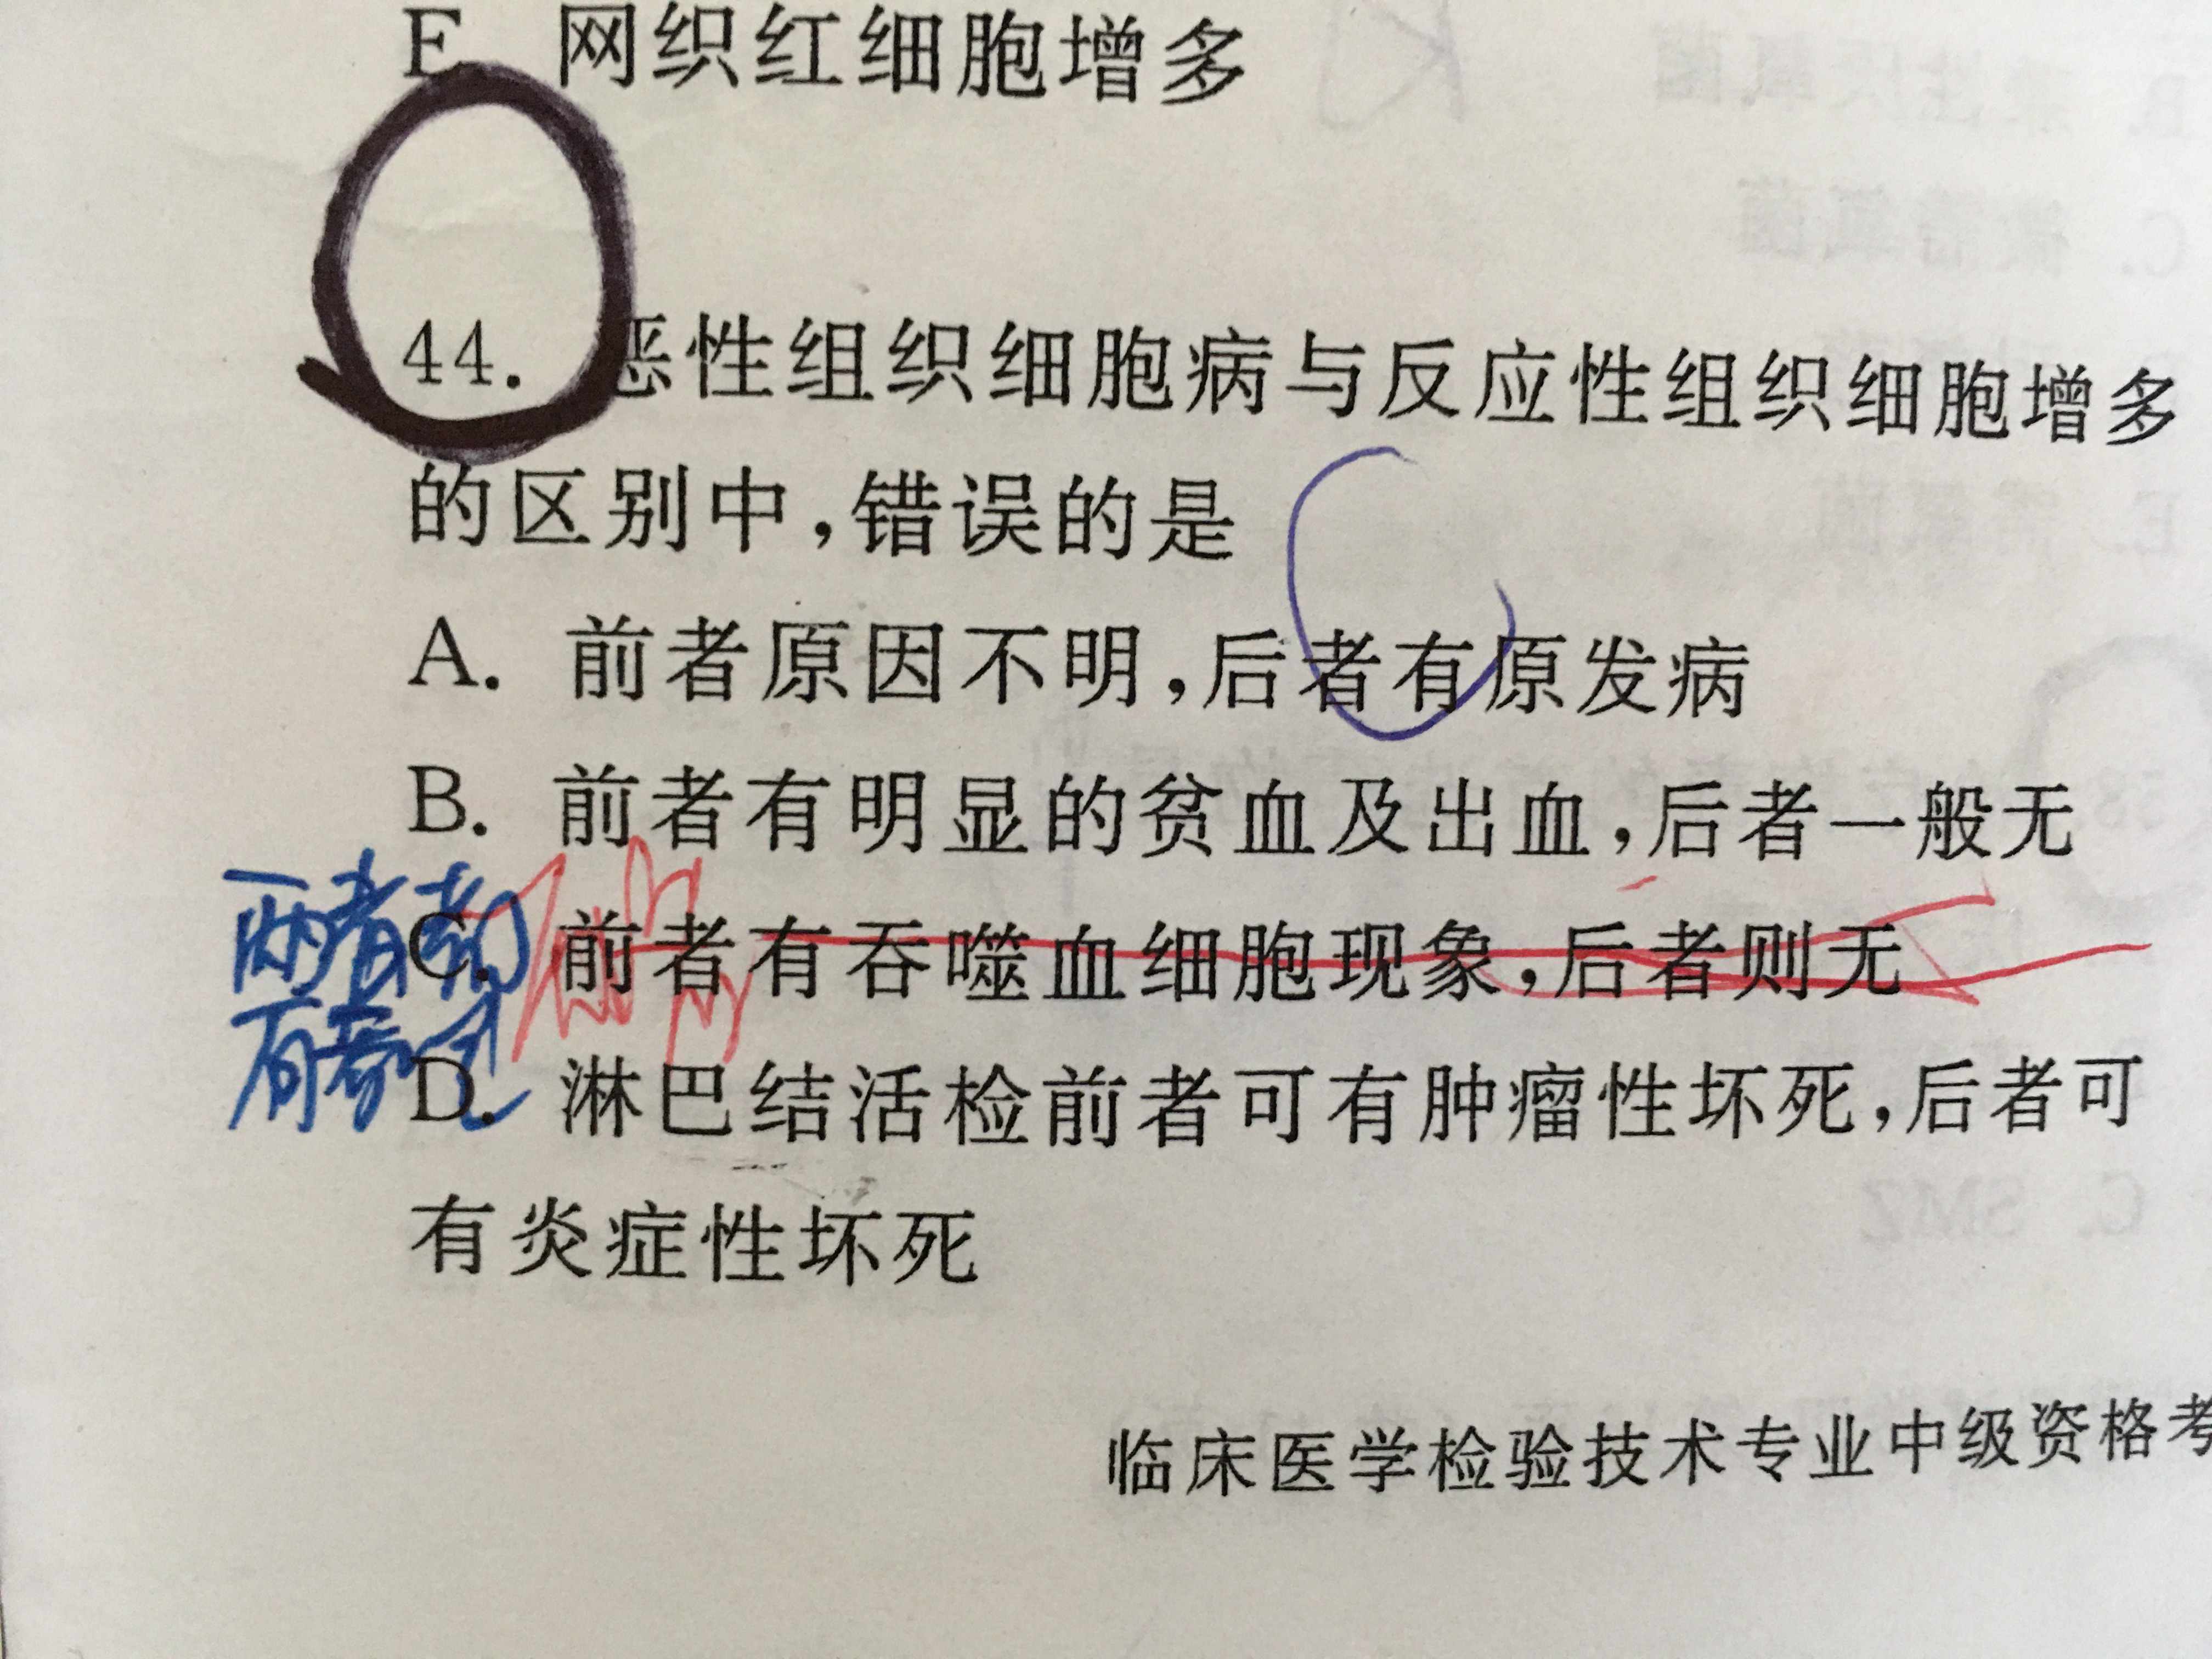 E 网织红细胞增多
44. 恶性组织细胞病与反应性组织细胞增多
的区别中,错误的是
A. 前者原因不明,后者有原发病
B. 前者有明显的贫血及出血,后者一般无
C. 前者有吞噬血细胞现象,后者则无
D. 淋巴结活检前者可有肿瘤性坏死,后者可
有炎症性坏死
两者都
临床医学检验技术专业中级资格考